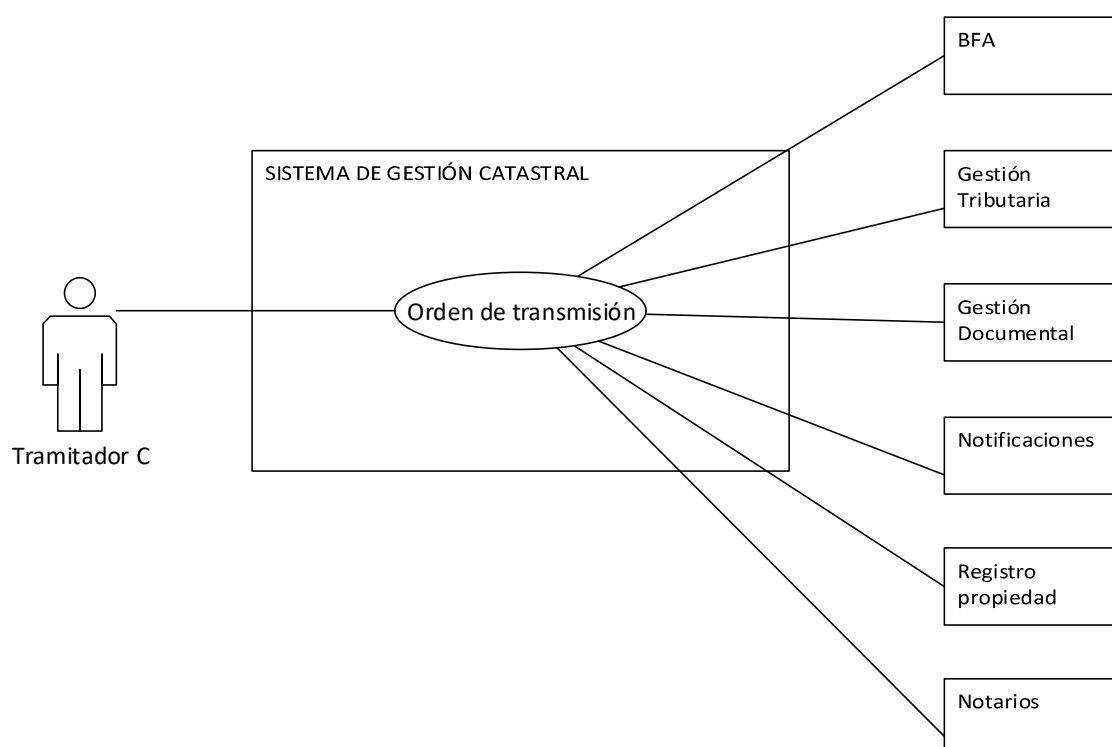 BFA
SISTEMA DE GESTIÓN CATASTRAL
Gestión
Tributaria
Orden de transmisión
Gestión
Documental
Tramitador C
Notificaciones
Registro
propiedad
Notarios